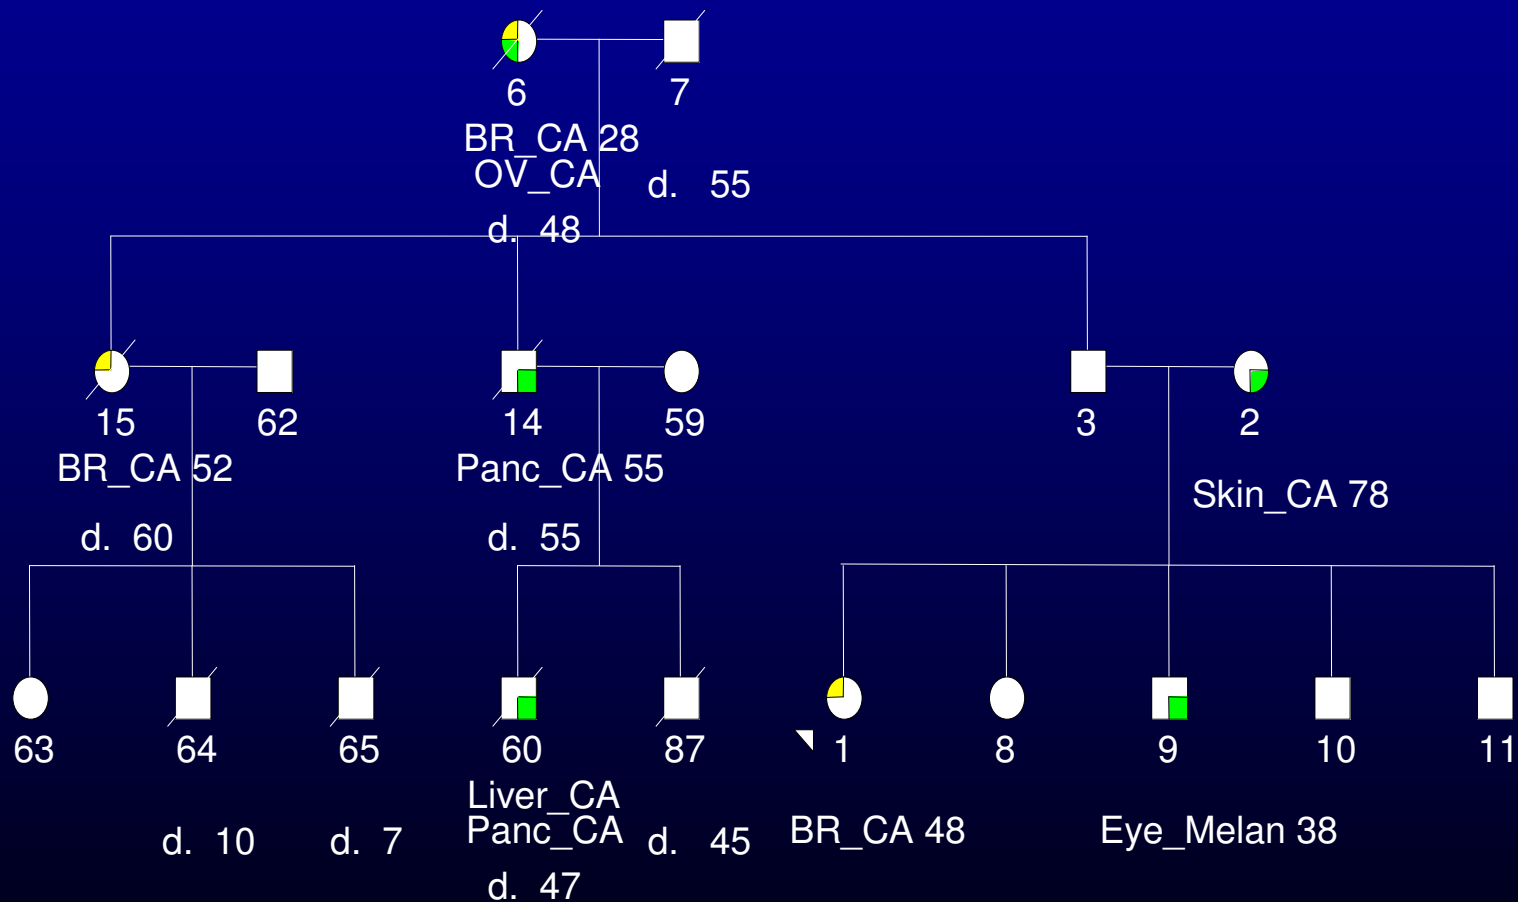 6 7
BR_CA 28
OV_CA
d. 55
d. 48
15 62 14 59 3 2
BR_CA 52 Panc_CA 55
Skin_CA 78
d. 60 d. 55
63 64 65 60 87 1 8 9 10 11
Liver_CA
Panc_CA
d. 10 d. 7 d. 45 BR_CA 48 Eye_Melan 38
d. 47